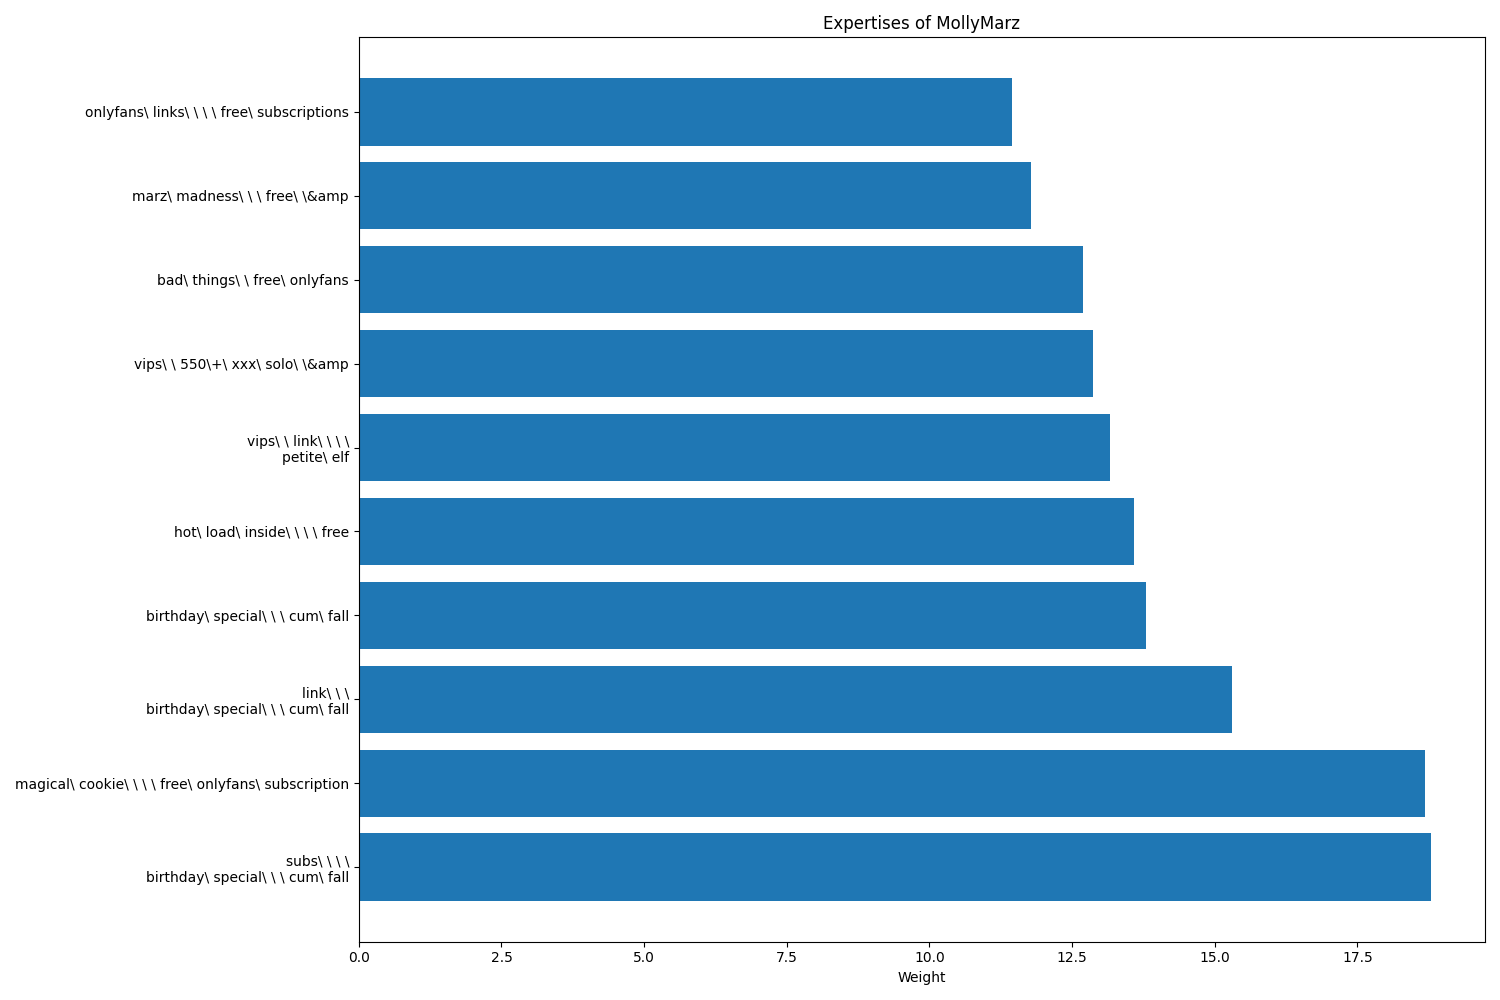 Expertises of MollyMarz
onlyfans\ links\ \ \ \ free\ subscriptions
marz\ madness\ \ \ free\ \&amp
bad\ things\ \ free\ onlyfans
vips\ \ 550\+\ xxx\ solo\ \&amp
vips\ \ link\ \ \ \
petite\ elf
hot\ load\ inside\ \ \ \ free
birthday\ special\ \ \ cum\ fall
link\ \ \
birthday\ special\ \ \ cum\ fall
magical\ cookie\ \ \ \ free\ onlyfans\ subscription
subs\ \ \ \
birthday\ special\ \ \ cum\ fall
0.0 2.5 5.0 7.5 10.0 12.5 15.0 17.5
Weight